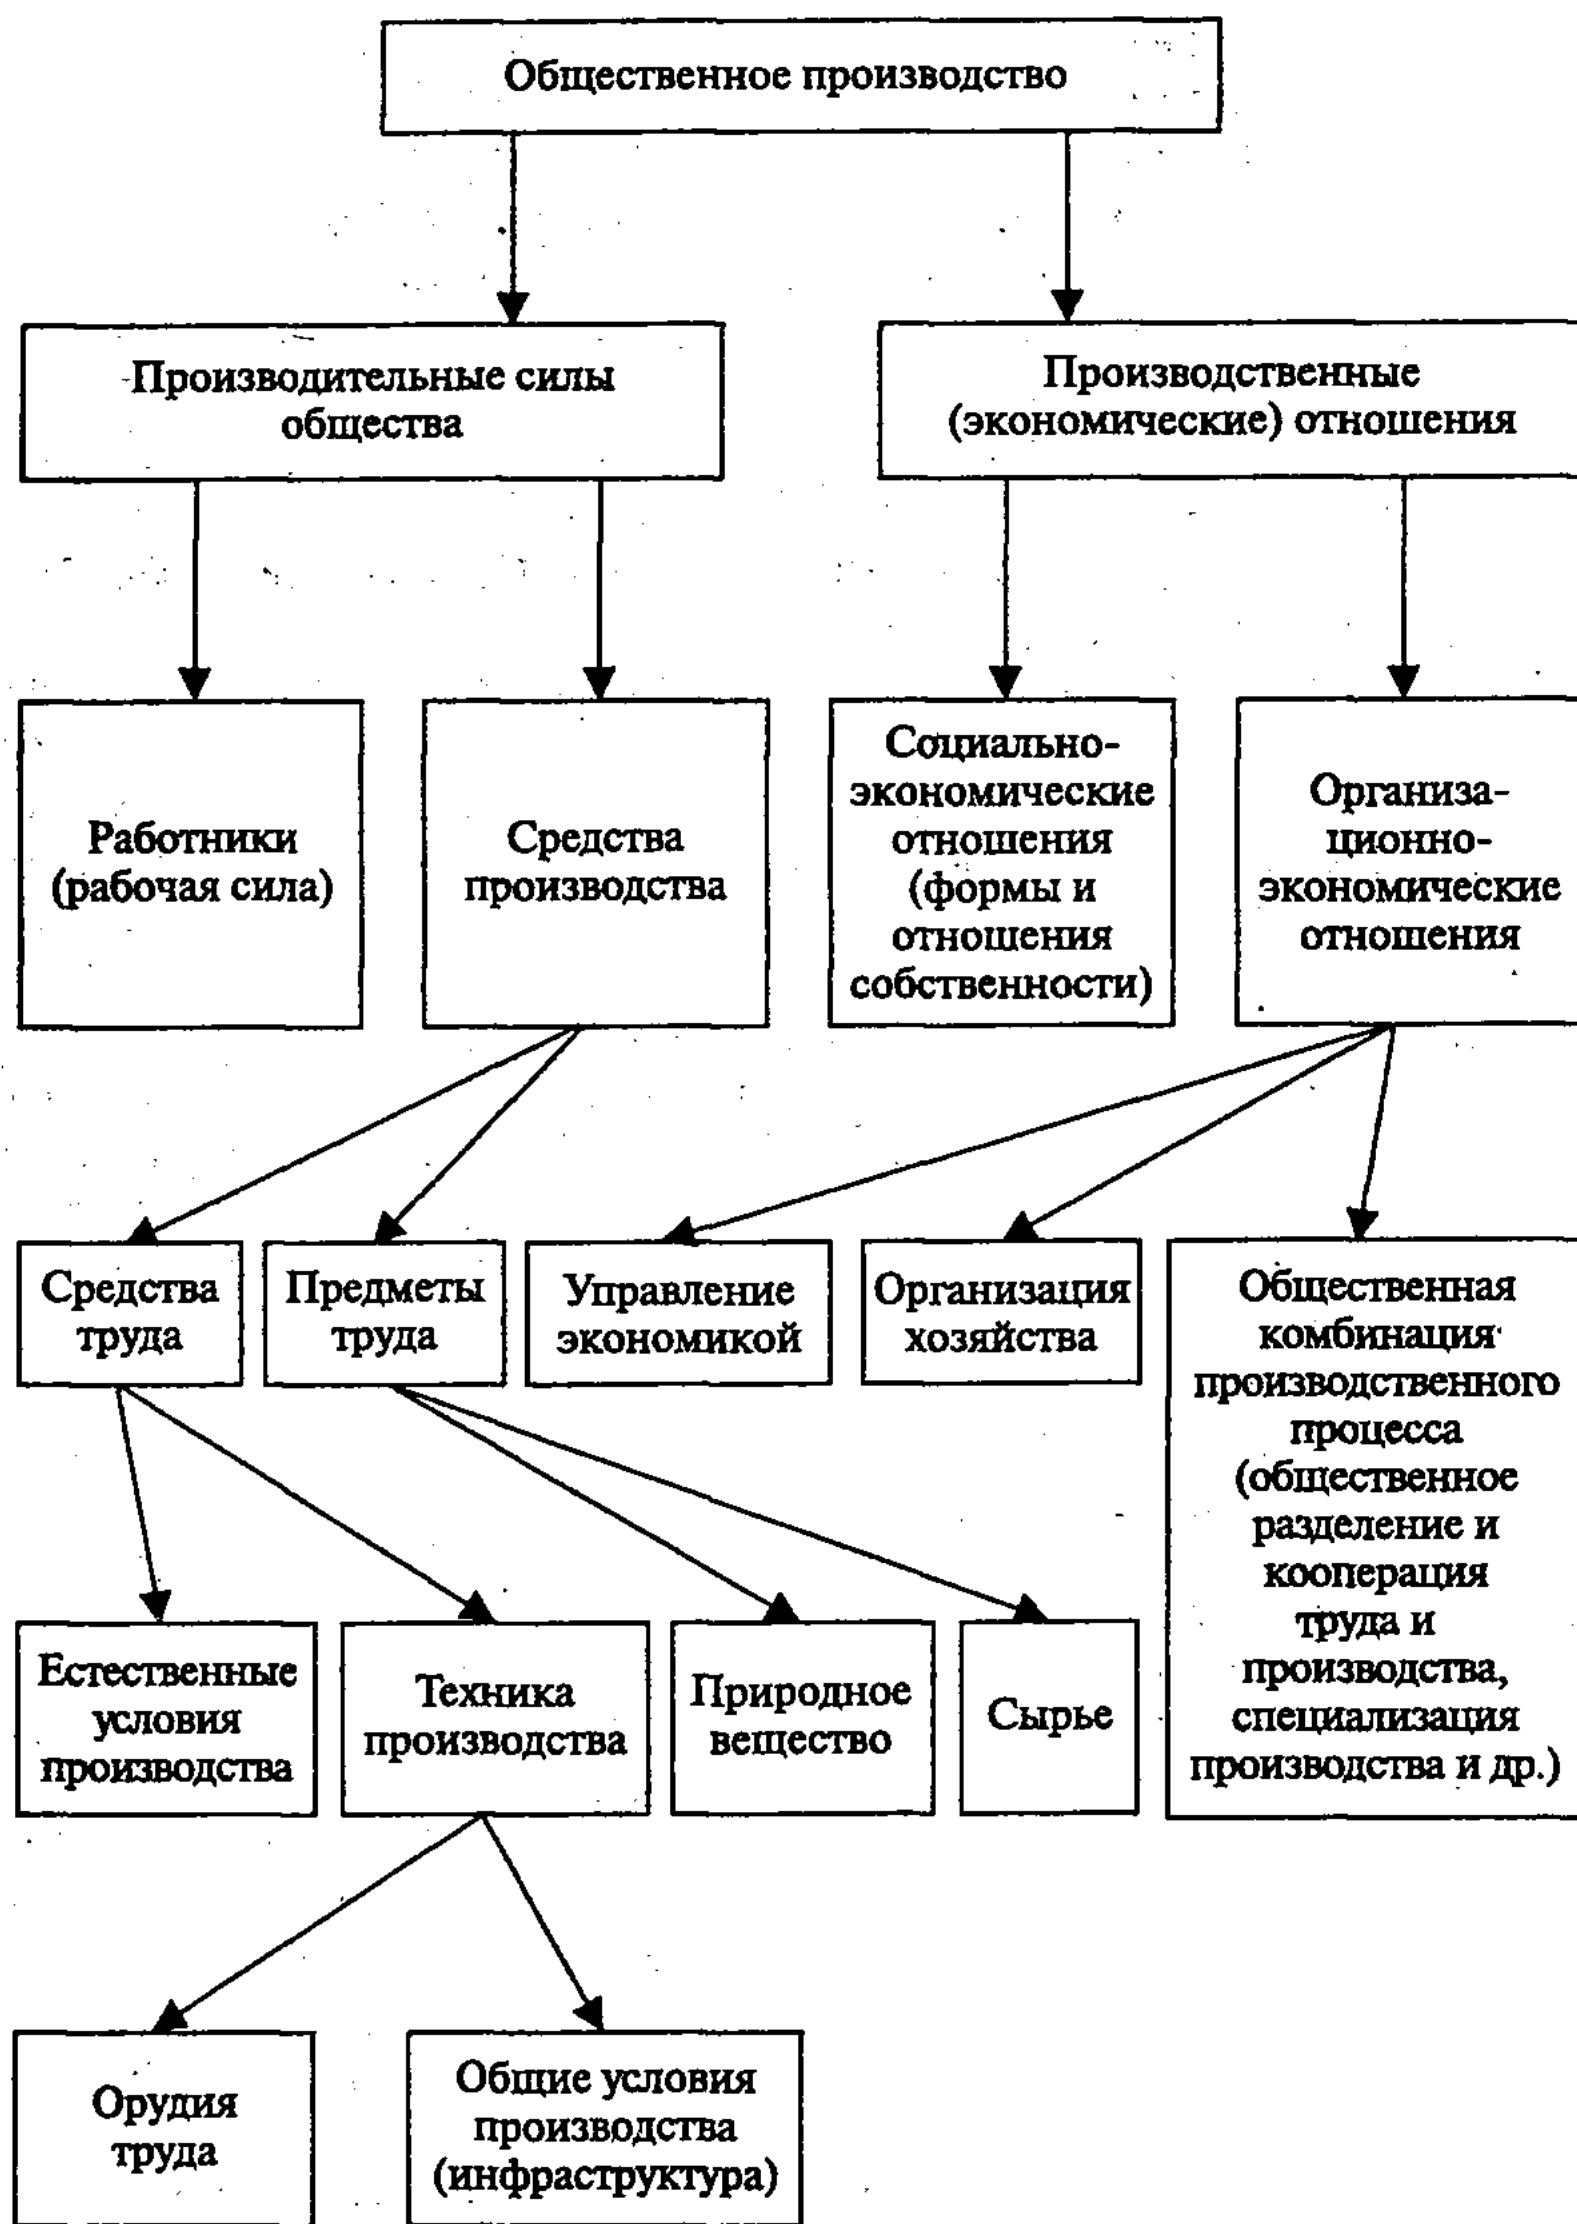 Общественное производство
Производительные силы
общества
Производственные
(экономические) отношения
Работники
(рабочая сила)
Средства
производства
Социально-
экономические
отношения
(формы и
отношения
собственности)
Организа-
ционно-
экономические
отношения
Средства
труда
Предметы
труда
Управление
экономикой
Организация
хозяйства
Общественная
комбинация
производственного
процесса
(общественное
разделение и
кооперация
труда и
производства,
специализация
производства и др.)
Естественные
условия
производства
Техника
производства
Природное
вещество
Сырье
Орудия
труда
Общие условия
производства
(инфраструктура)